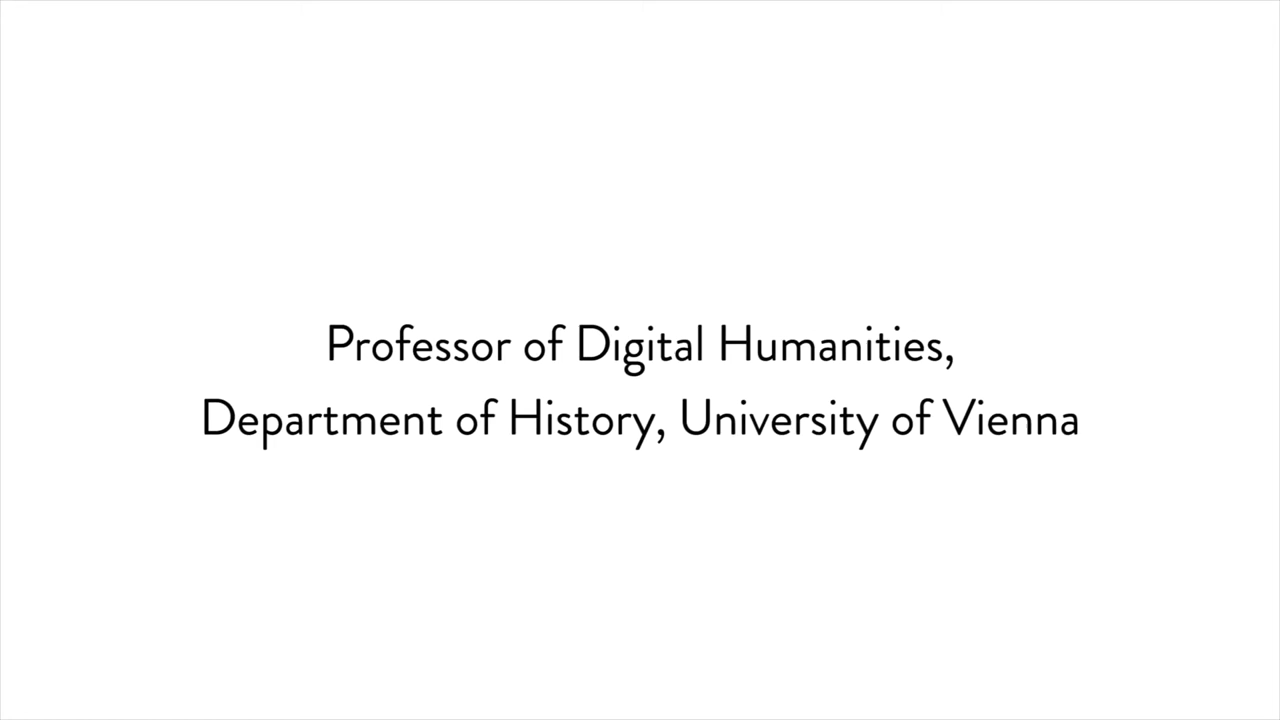 Professor of Digital Humanities,
Department of History, University of Vienna